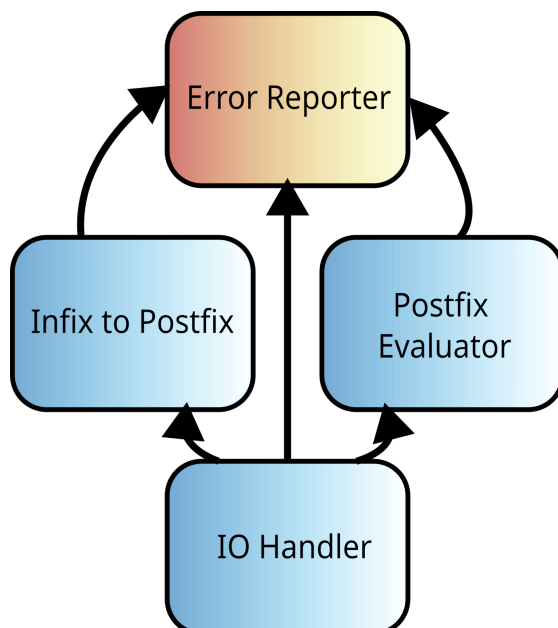 Error Reporter
Infix to Postfix
Postfix
Evaluator
IO Handler